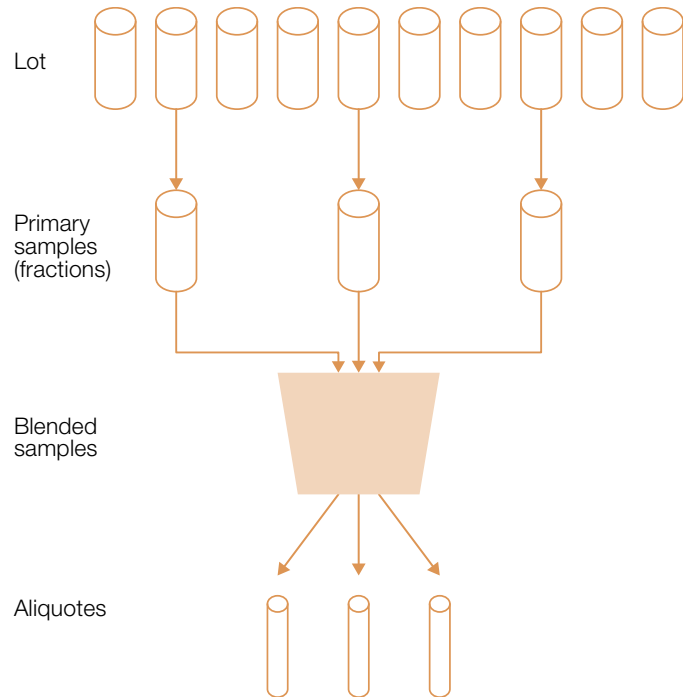 Lot
Primary
samples
(fractions)
Blended
samples
Aliquotes